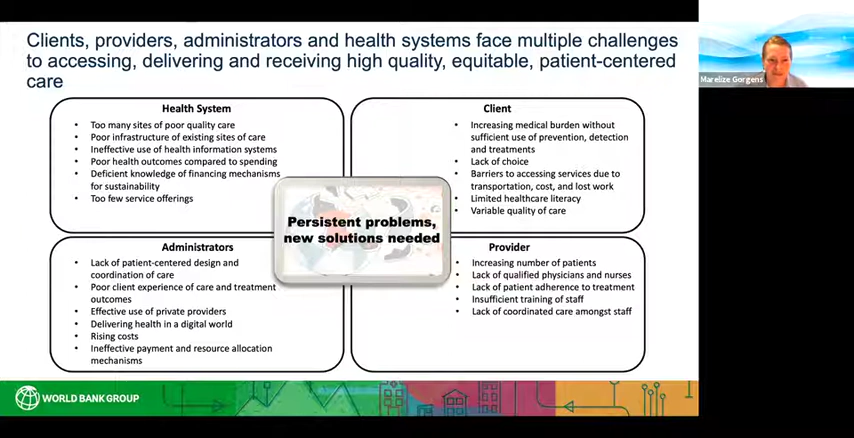 Clients, providers, administrators and health systems face multiple challenges
to accessing, delivering and receiving high quality, equitable, patient-centered
care
Health System
• Too many sites of poor quality care
• Poor infrastructure of existing sites of care
• Ineffective use of health information systems
• Poor health outcomes compared to spending
• Deficient knowledge of financing mechanisms
for sustainability
• Too few service offerings
Client
• Increasing medical burden without
sufficient use of prevention, detection
and treatments
• Lack of choice
• Barriers to accessing services due to
transportation, cost, and lost work
• Limited healthcare literacy
• Variable quality of care
Persistent problems,
new solutions needed
Administrators
• Lack of patient-centered design and
coordination of care
• Poor client experience of care and treatment
outcomes
• Effective use of private providers
• Delivering health in a digital world
• Rising costs
• Ineffective payment and resource allocation
mechanisms
Provider
• Increasing number of patients
• Lack of qualified physicians and nurses
• Lack of patient adherence to treatment
• Insufficient training of staff
• Lack of coordinated care amongst staff
WORLD BANK GROUP
Marelize Gorgens